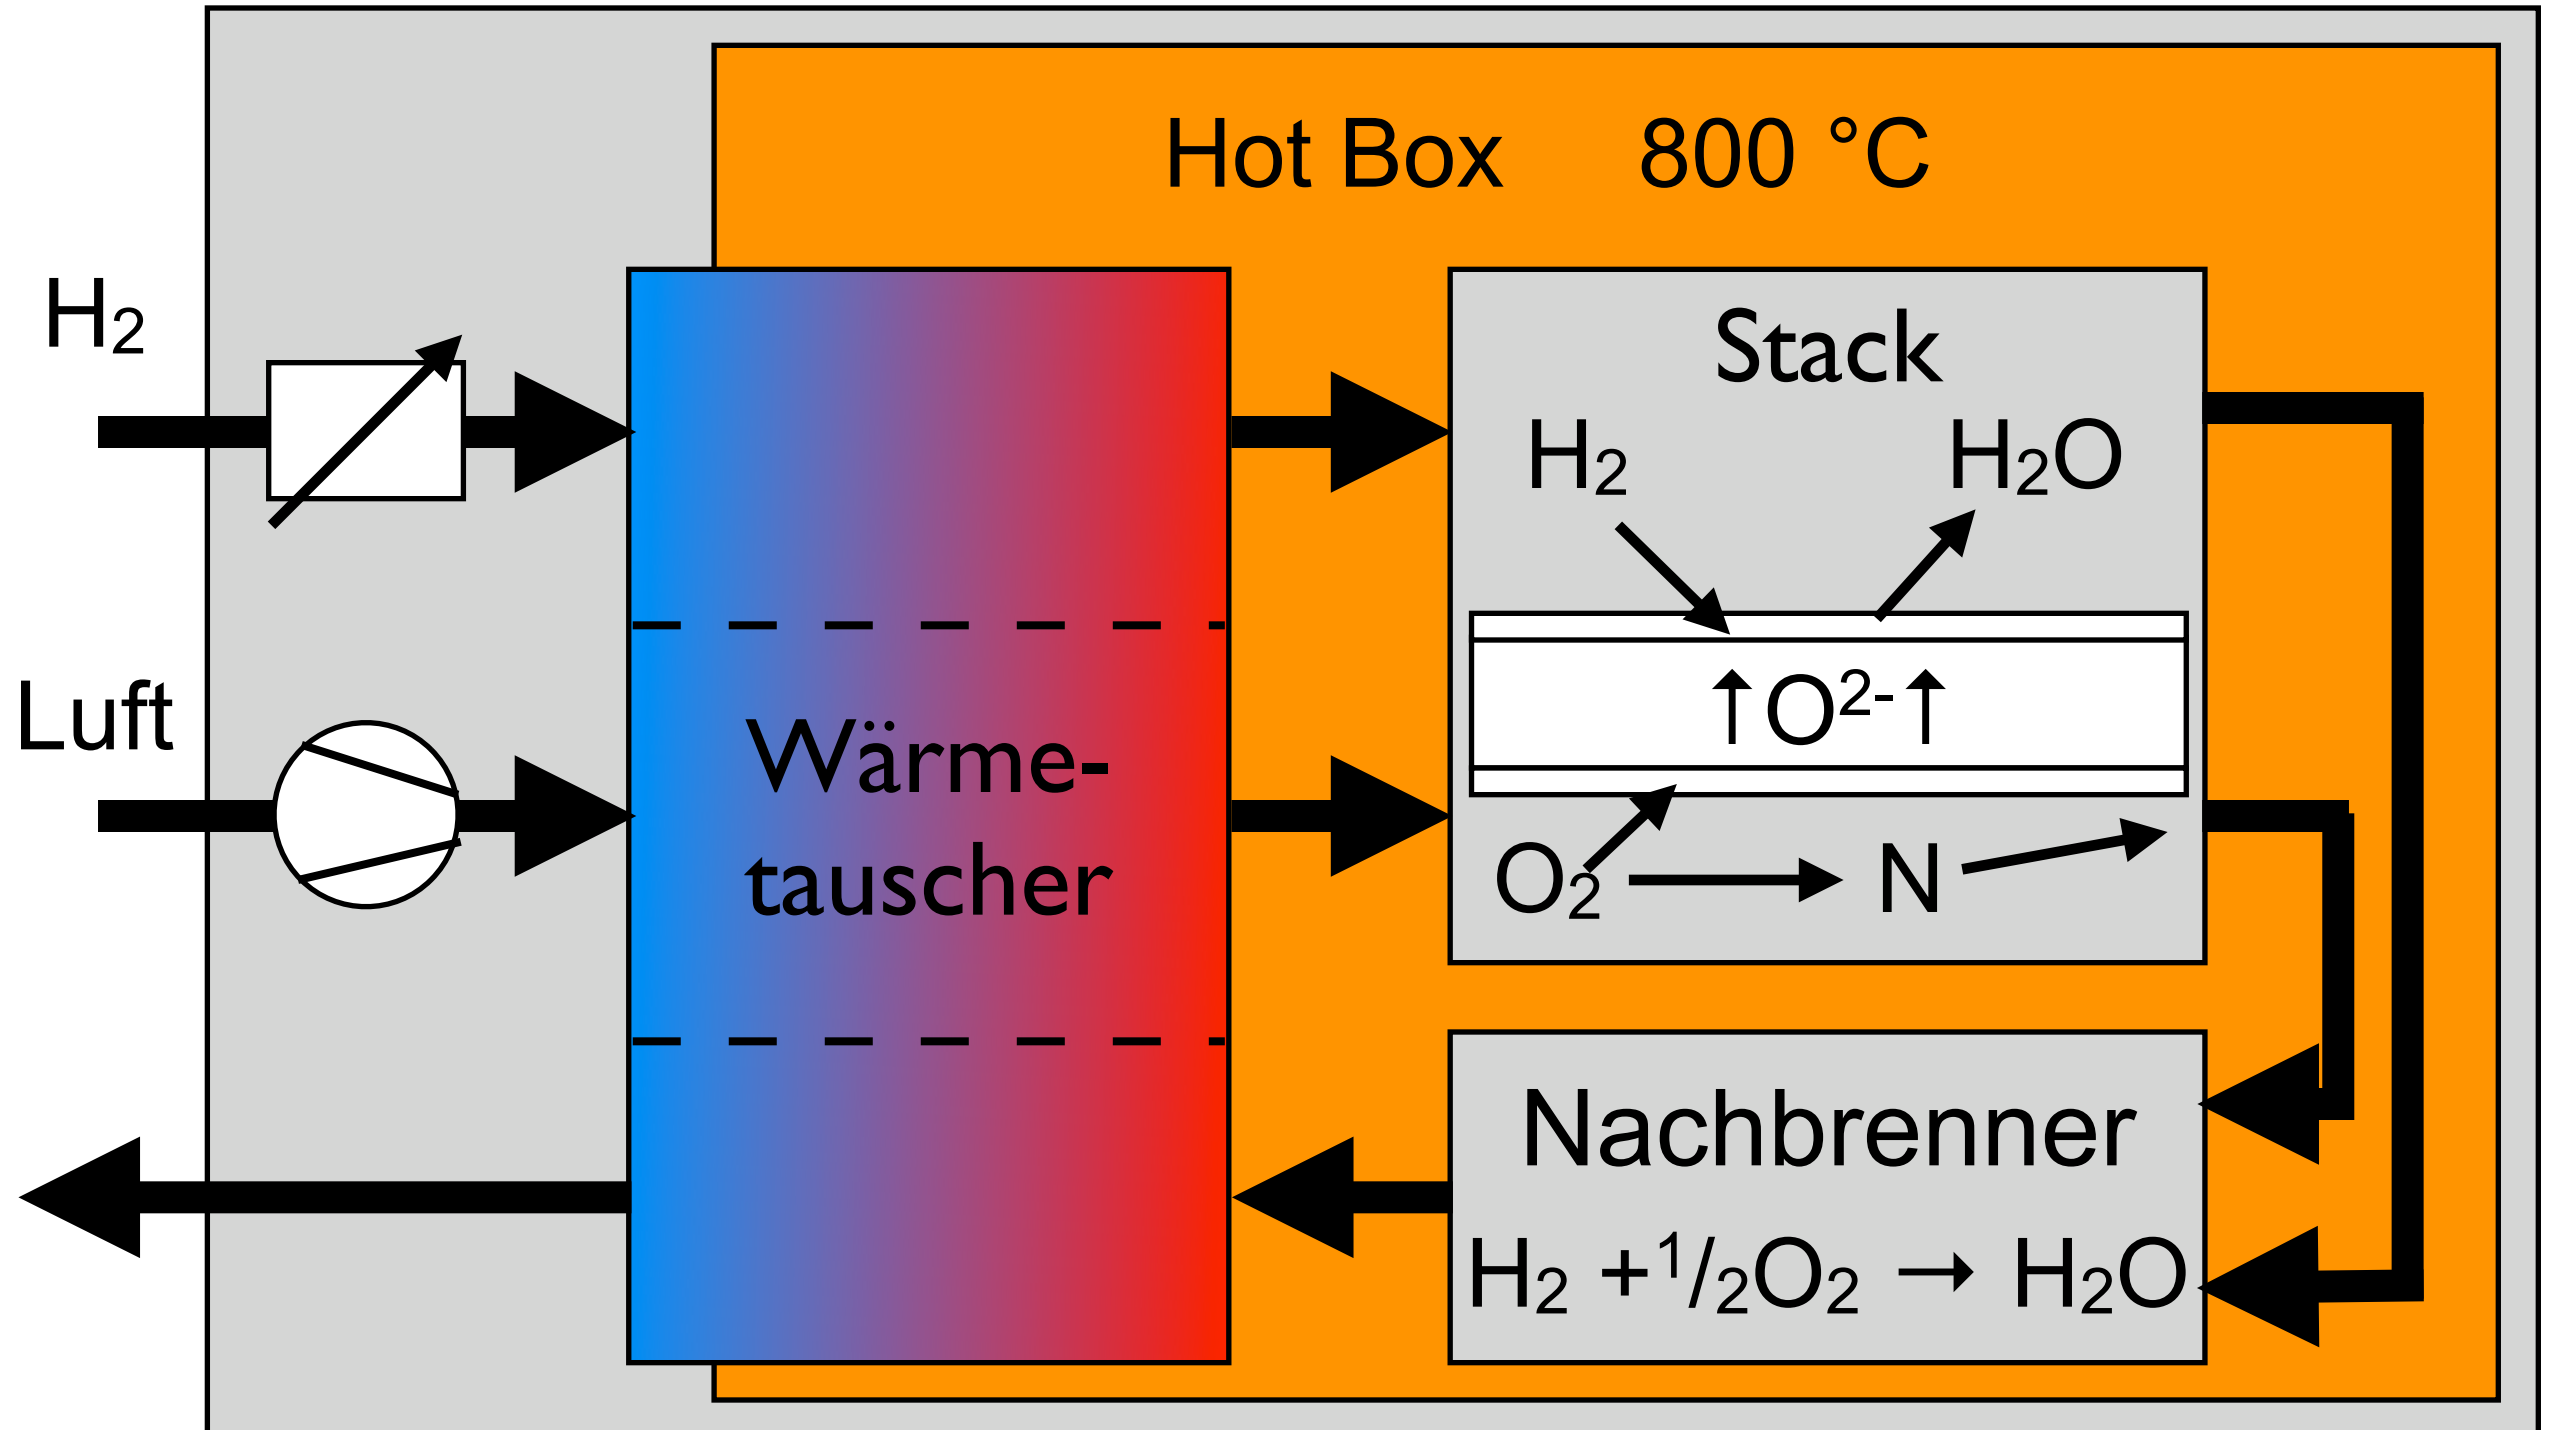 Hot Box 800 °C
H₂
Luft
Wärme-
tauscher
Stack
H₂ H₂O
↑O²⁻↑
O₂ → N
Nachbrenner
H₂ +¹/₂O₂ → H₂O